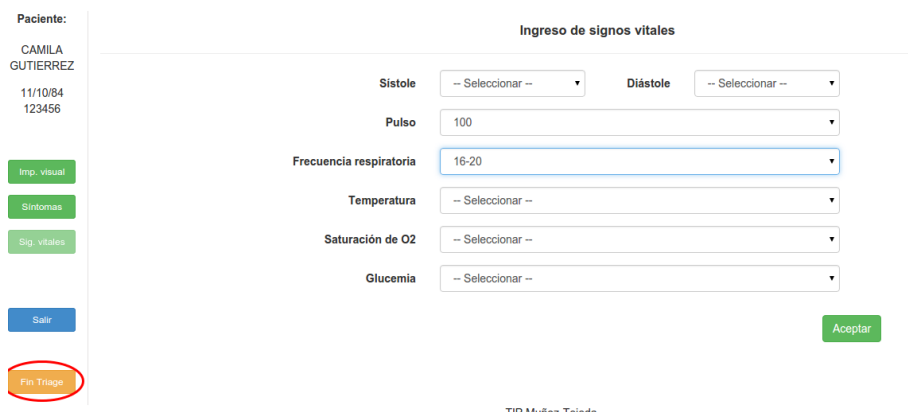 Paciente:
CAMILA
GUTIERREZ
11/10/84
123456
Imp. visual
Síntomas
Sig. vitales
Salir
Fin Triage
Ingreso de signos vitales
Sístole -- Seleccionar -- Diástole -- Seleccionar --
Pulso 100
Frecuencia respiratoria 16-20
Temperatura -- Seleccionar --
Saturación de O2 -- Seleccionar --
Glucemia -- Seleccionar --
Aceptar